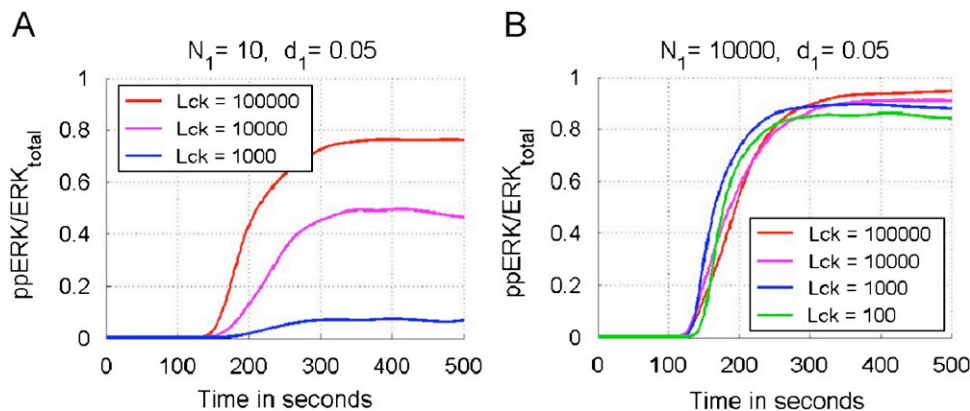 A
N1= 10, d1= 0.05
ppERK/ERKtotal
1
0.8
0.6
0.4
0.2
0
Lck = 100000
Lck = 10000
Lck = 1000
0 100 200 300 400 500
Time in seconds
B
N1= 10000, d1= 0.05
ppERK/ERKtotal
1
0.8
0.6
0.4
0.2
0
Lck = 100000
Lck = 10000
Lck = 1000
Lck = 100
0 100 200 300 400 500
Time in seconds